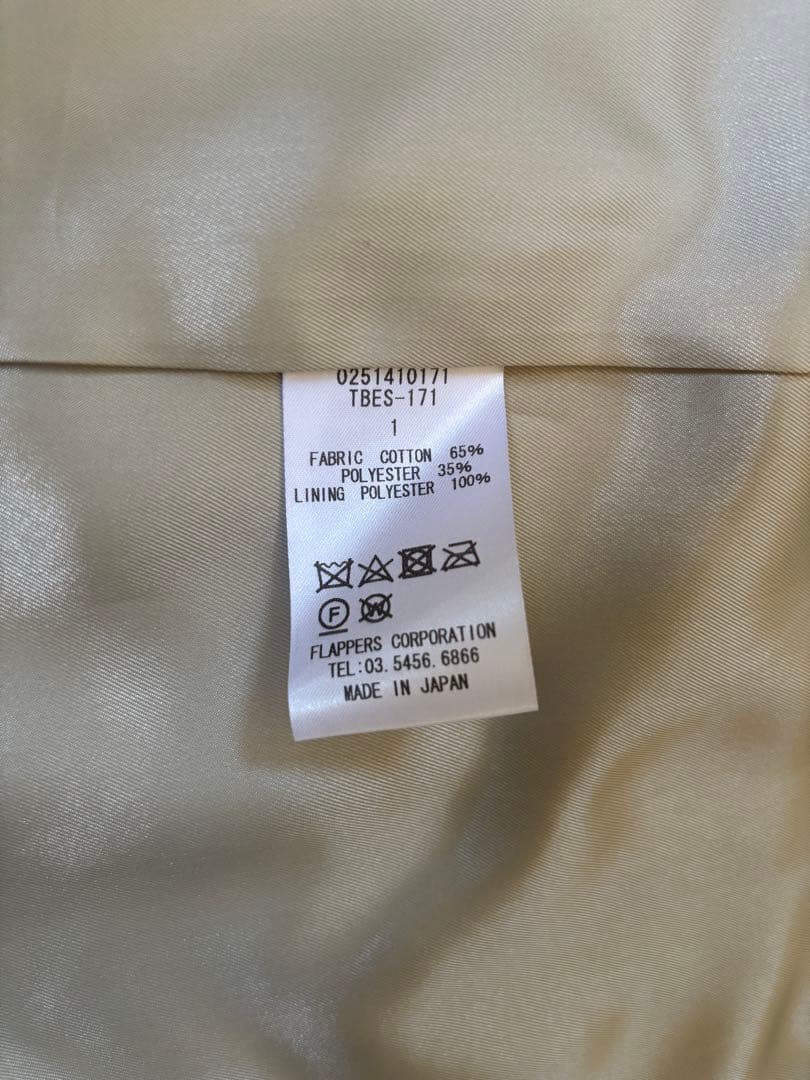 0251410171
TBES-171
1
FABRIC COTTON 65%
POLYESTER 35%
LINING POLYESTER 100%
F W
FLAPPERS CORPORATION
TEL:03.5456.6866
MADE IN JAPAN